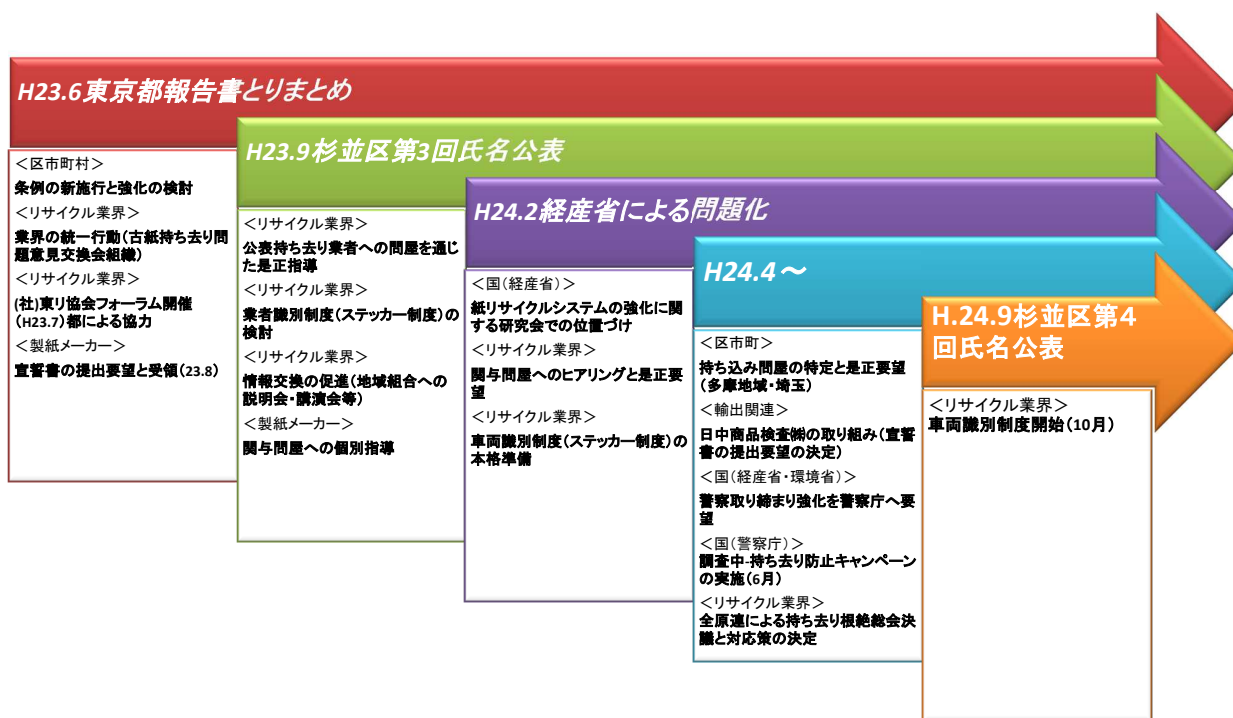 H23.6東京都報告書とりまとめ
＜区市町村＞
条例の新施行と強化の検討
＜リサイクル業界＞
業界の統一行動（古紙持ち去り問
題意見交換会組織）
＜リサイクル業界＞
(社)東リ協会フォーラム開催
（H23.7）都による協力
＜製紙メーカー＞
宣誓書の提出要望と受領（23.8）
H23.9杉並区第3回氏名公表
＜リサイクル業界＞
公表持ち去り業者への問屋を通じ
た是正指導
＜リサイクル業界＞
業者識別制度（ステッカー制度）の
検討
＜リサイクル業界＞
情報交換の促進（地域組合への
説明会・講演会等）
＜製紙メーカー＞
関与問屋への個別指導
H24.2経産省による問題化
＜国（経産省）＞
紙リサイクルシステムの強化に関
する研究会での位置づけ
＜リサイクル業界＞
関与問屋へのヒアリングと是正要
望
＜リサイクル業界＞
車両識別制度（ステッカー制度）の
本格準備
H24.4～
＜区市町＞
持ち込み問屋の特定と是正要望
（多摩地域・埼玉）
＜輸出関連＞
日中商品検査㈱の取り組み（宣誓
書の提出要望の決定）
＜国（経産省・環境省）＞
警察取り締まり強化を警察庁へ要
望
＜国（警察庁）＞
調査中-持ち去り防止キャンペーン
の実施（6月）
＜リサイクル業界＞
全原連による持ち去り根絶総会決
議と対応策の決定
H.24.9杉並区第４
回氏名公表
＜リサイクル業界＞
車両識別制度開始（10月）